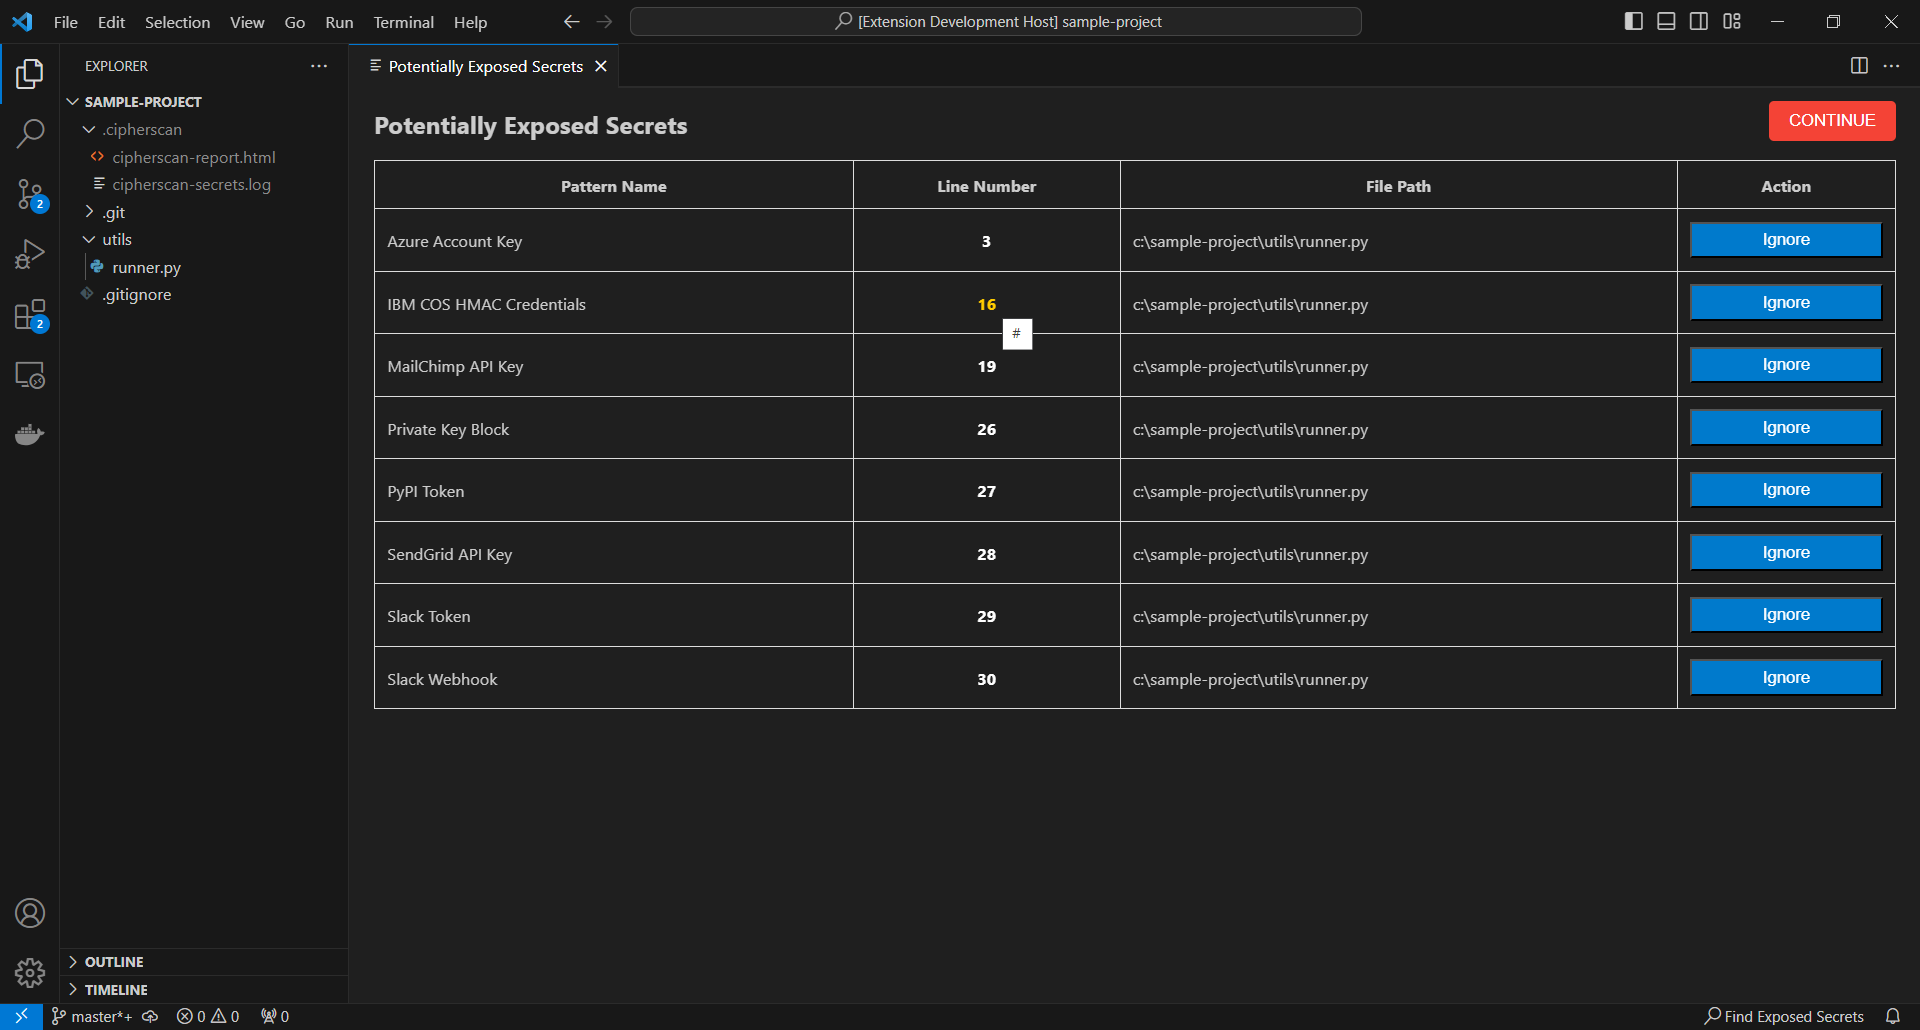 File Edit Selection View Go Run Terminal Help [Extension Development Host] sample-project
EXPLORER
Potentially Exposed Secrets
SAMPLE-PROJECT
.cipherscan
cipherscan-report.html
cipherscan-secrets.log
.git
utils
runner.py
.gitignore
2
2
OUTLINE
TIMELINE
Potentially Exposed Secrets
CONTINUE
Pattern Name Line Number File Path Action
Azure Account Key 3 c:\sample-project\utils\runner.py Ignore
IBM COS HMAC Credentials 16 c:\sample-project\utils\runner.py Ignore
#
MailChimp API Key 19 c:\sample-project\utils\runner.py Ignore
Private Key Block 26 c:\sample-project\utils\runner.py Ignore
PyPI Token 27 c:\sample-project\utils\runner.py Ignore
SendGrid API Key 28 c:\sample-project\utils\runner.py Ignore
Slack Token 29 c:\sample-project\utils\runner.py Ignore
Slack Webhook 30 c:\sample-project\utils\runner.py Ignore
master*+ 0 0 0 Find Exposed Secrets